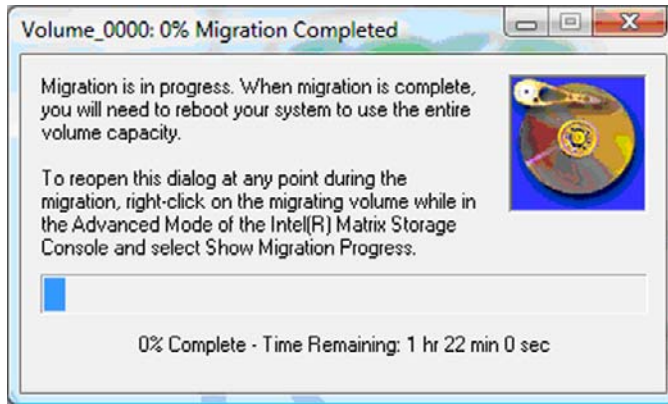 Volume_0000: 0% Migration Completed
Migration is in progress. When migration is complete,
you will need to reboot your system to use the entire
volume capacity.
To reopen this dialog at any point during the
migration, right-click on the migrating volume while in
the Advanced Mode of the Intel(R) Matrix Storage
Console and select Show Migration Progress.
0% Complete - Time Remaining: 1 hr 22 min 0 sec